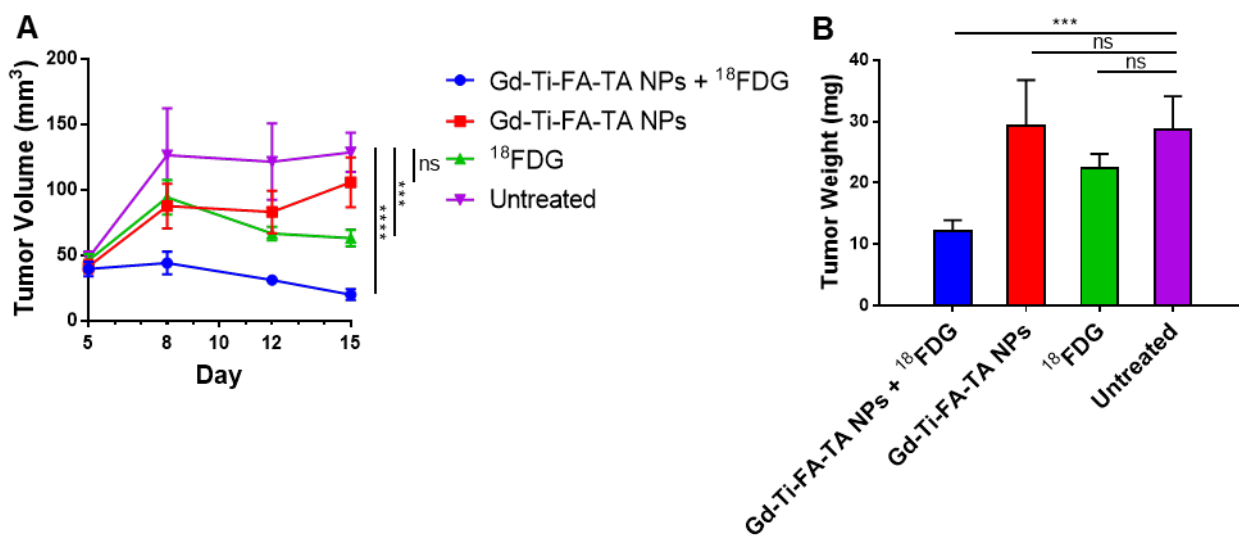 A
Tumor Volume (mm³)
200
150
100
50
0
5
8
10
12
15
Day
Gd-Ti-FA-TA NPs + ¹⁸FDG
Gd-Ti-FA-TA NPs
¹⁸FDG
Untreated
ns
***
****
B
Tumor Weight (mg)
40
30
20
10
0
***
ns
ns
Gd-Ti-FA-TA NPs + ¹⁸FDG
Gd-Ti-FA-TA NPs
¹⁸FDG
Untreated